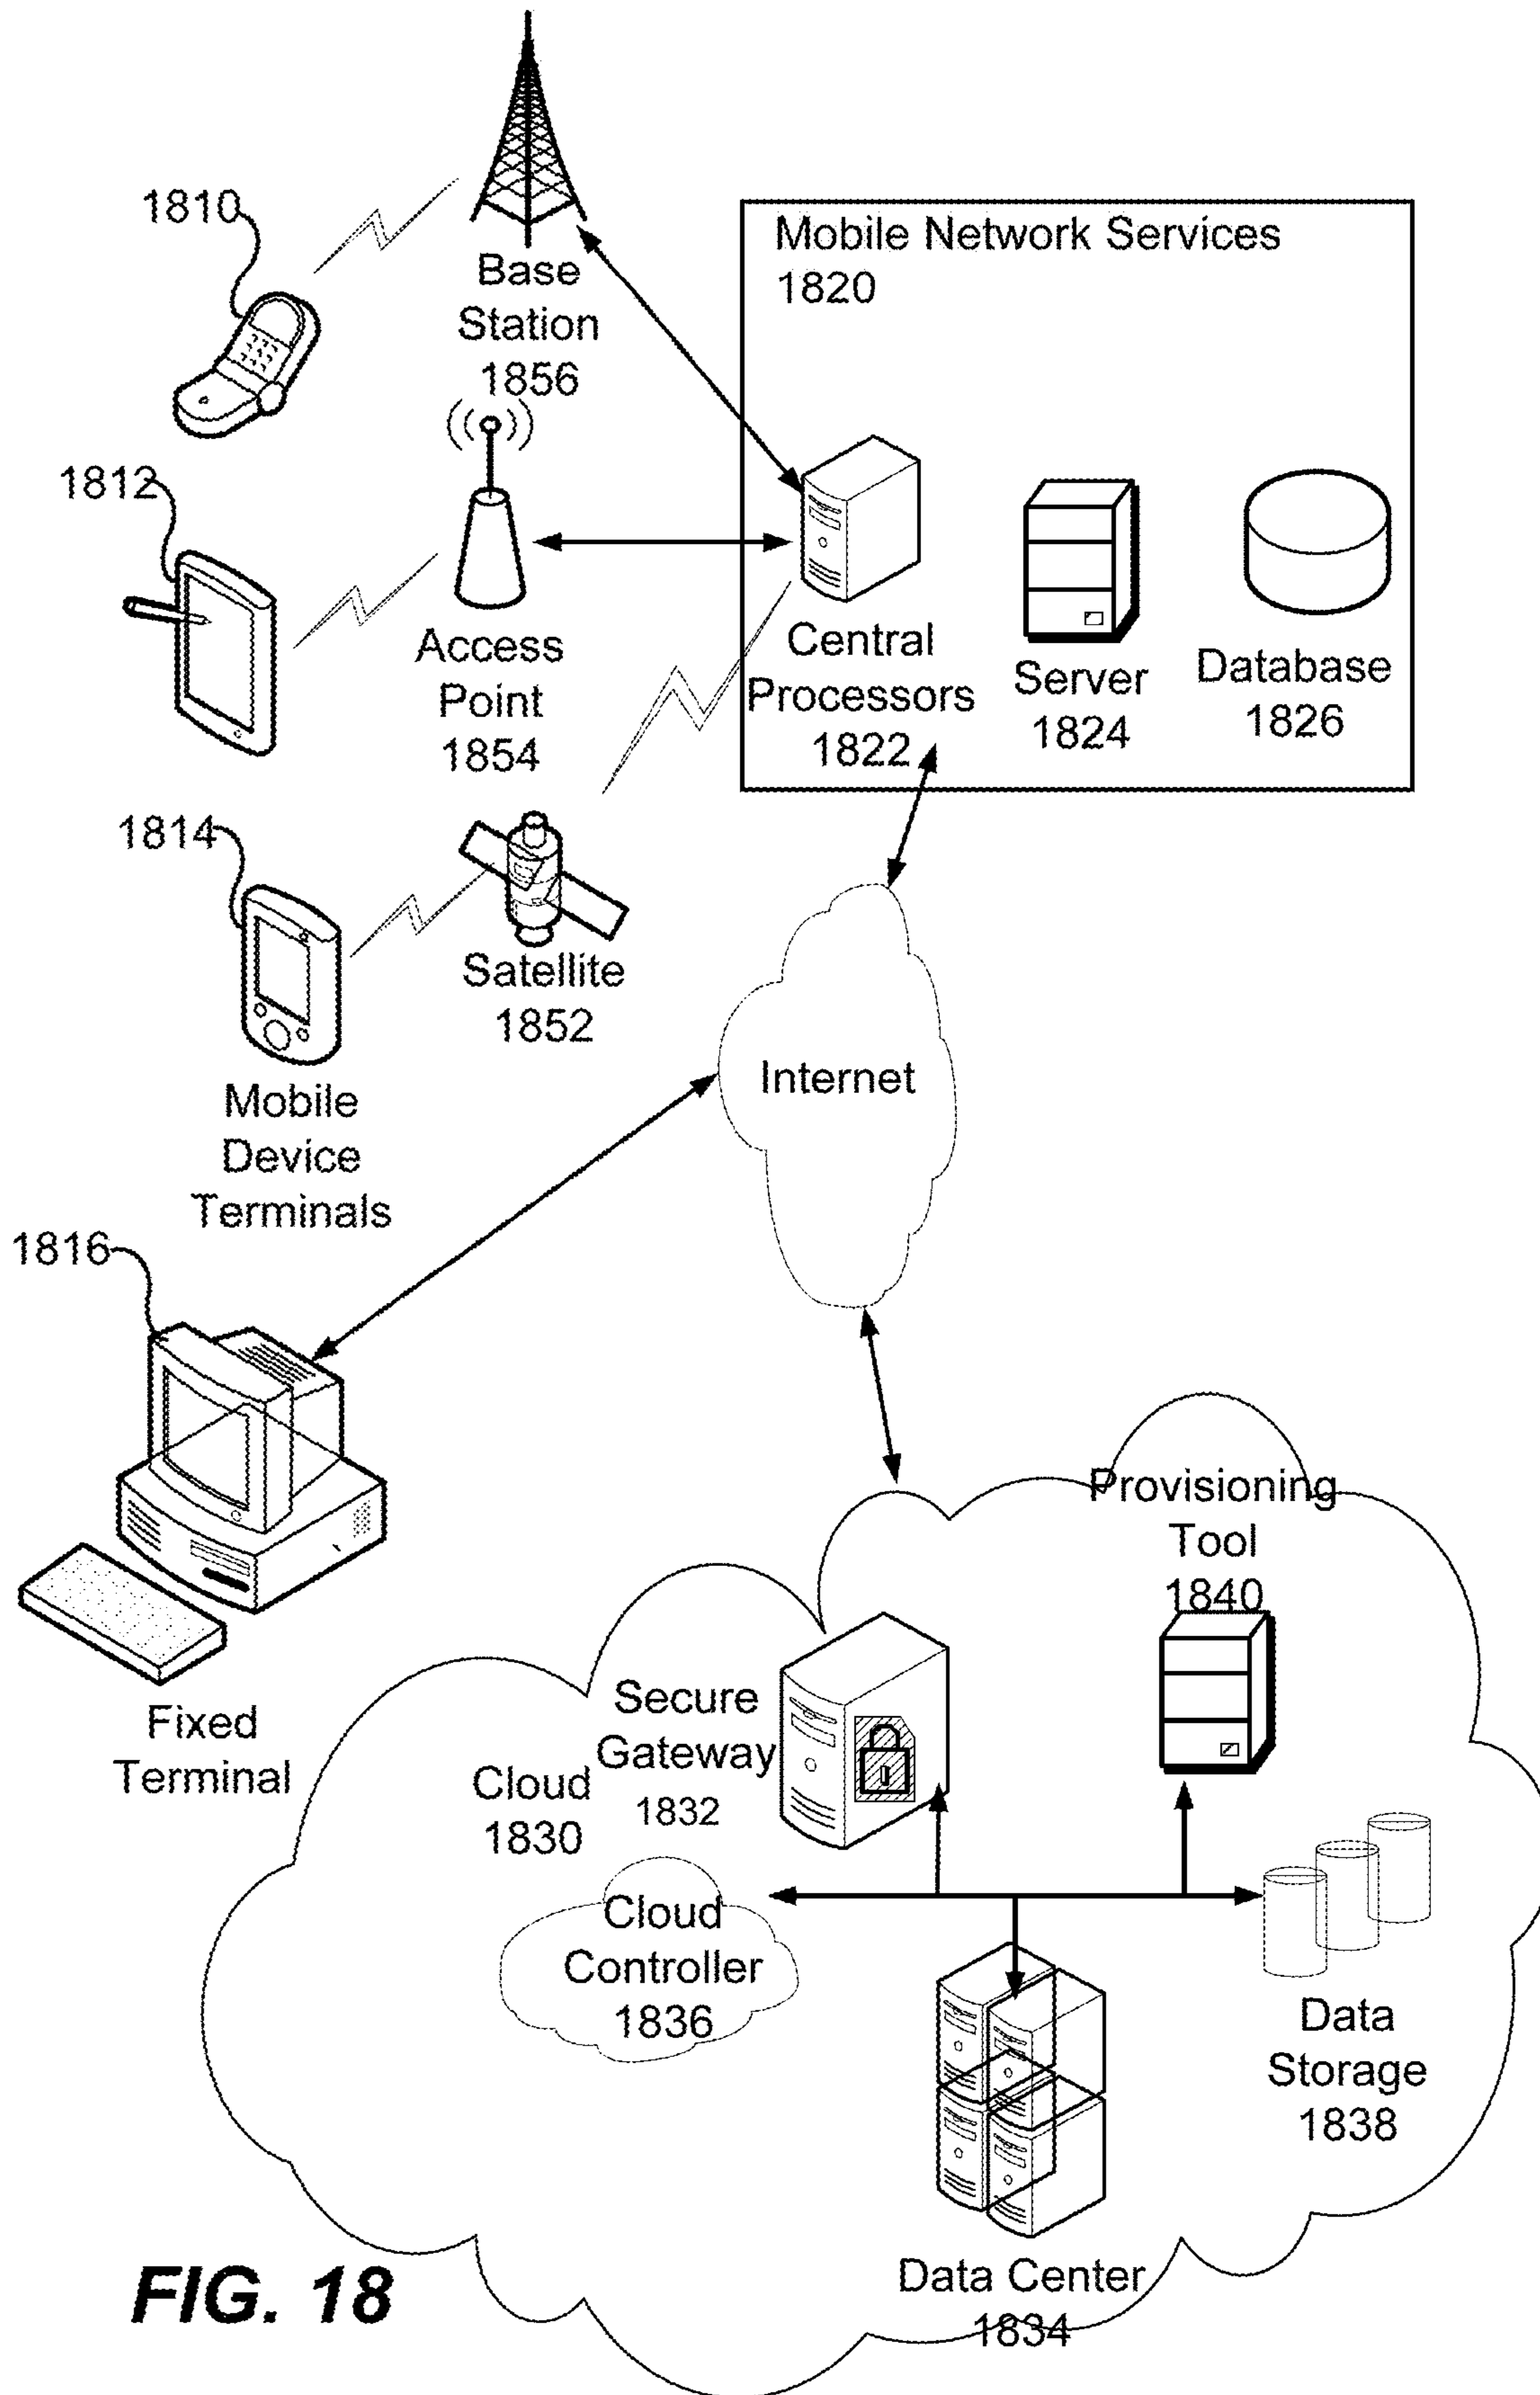 1810
Base
Station
1856
Mobile Network Services
1820
1812
Access
Point
1854
Central
Processors
1822
Server
1824
Database
1826
1814
Satellite
1852
Mobile
Device
Terminals
Internet
1816
Fixed
Terminal
Provisioning
Tool
1840
Secure
Gateway
1832
Cloud
1830
Cloud
Controller
1836
Data
Storage
1838
Data Center
1834
FIG. 18